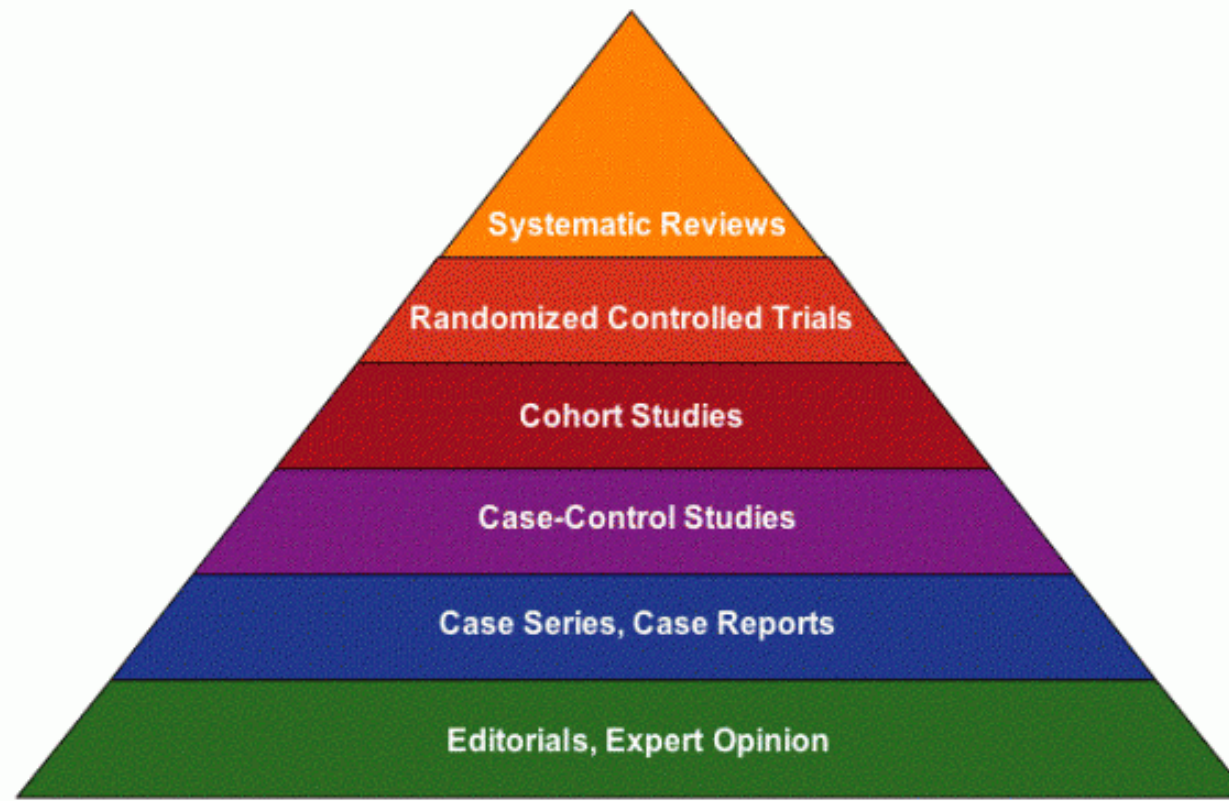 Systematic Reviews
Randomized Controlled Trials
Cohort Studies
Case-Control Studies
Case Series, Case Reports
Editorials, Expert Opinion